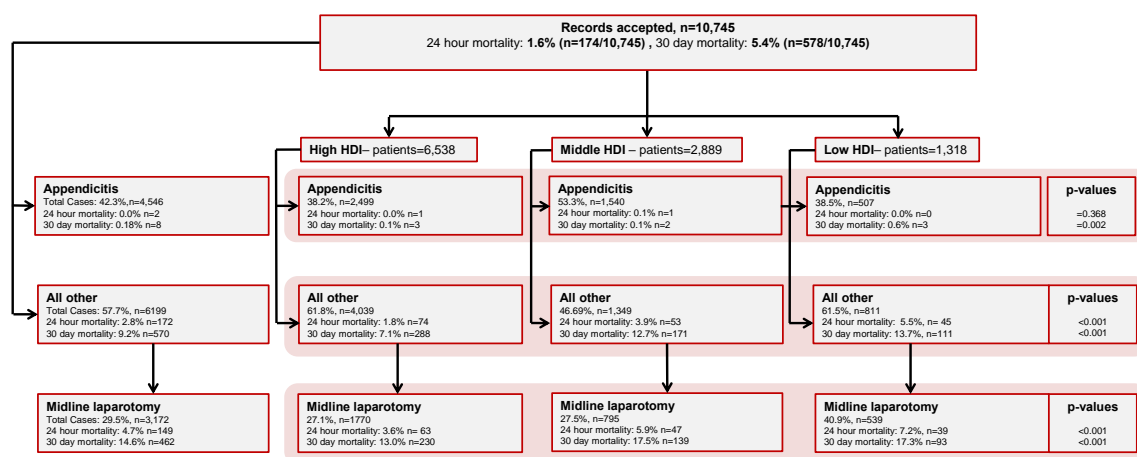 Records accepted, n=10,745
24 hour mortality: 1.6% (n=174/10,745) , 30 day mortality: 5.4% (n=578/10,745)
High HDI– patients=6,538
Middle HDI – patients=2,889
Low HDI–patients=1,318
Appendicitis
Total Cases: 42.3%,n=4,546
24 hour mortality: 0.0% n=2
30 day mortality: 0.18% n=8
Appendicitis
38.2%, n=2,499
24 hour mortality: 0.0% n=1
30 day mortality: 0.1% n=3
Appendicitis
53.3%, n=1,540
24 hour mortality: 0.1% n=1
30 day mortality: 0.1% n=2
Appendicitis
38.5%, n=507
24 hour mortality: 0.0% n=0
30 day mortality: 0.6% n=3
p-values
=0.368
=0.002
All other
Total Cases: 57.7%, n=6199
24 hour mortality: 2.8% n=172
30 day mortality: 9.2% n=570
All other
61.8%, n=4,039
24 hour mortality: 1.8% n=74
30 day mortality: 7.1% n=288
All other
46.69%, n=1,349
24 hour mortality: 3.9% n=53
30 day mortality: 12.7% n=171
All other
61.5%, n=811
24 hour mortality: 5.5%, n= 45
30 day mortality: 13.7%, n=111
p-values
<0.001
<0.001
Midline laparotomy
Total Cases: 29.5%, n=3,172
24 hour mortality: 4.7% n=149
30 day mortality: 14.6% n=462
Midline laparotomy
27.1%, n=1770
24 hour mortality: 3.6% n= 63
30 day mortality: 13.0% n=230
Midline laparotomy
27.5%, n=795
24 hour mortality: 5.9% n=47
30 day mortality: 17.5% n=139
Midline laparotomy
40.9%, n=539
24 hour mortality: 7.2% n=39
30 day mortality: 17.3% n=93
p-values
<0.001
<0.001